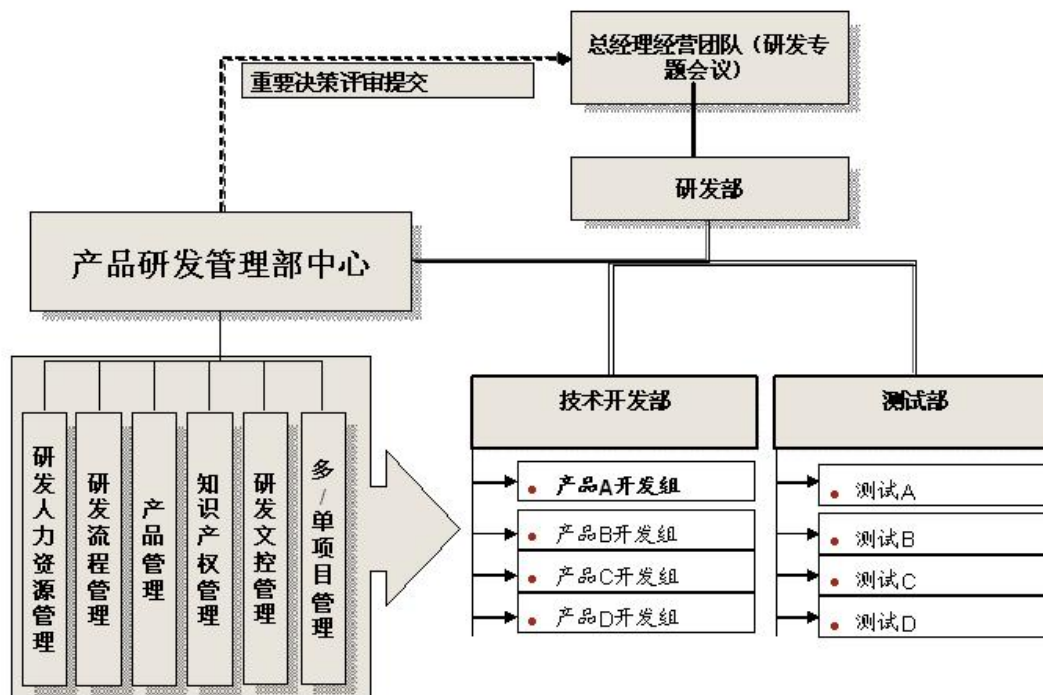 总经理经营团队（研发专
题会议）
重要决策评审提交
研发部
产品研发管理部中心
技术开发部
测试部
研发人力资源管理
研发流程管理
产品管理
知识产权管理
研发文控管理
多/单项目管理
产品A开发组
产品B开发组
产品C开发组
产品D开发组
测试A
测试B
测试C
测试D